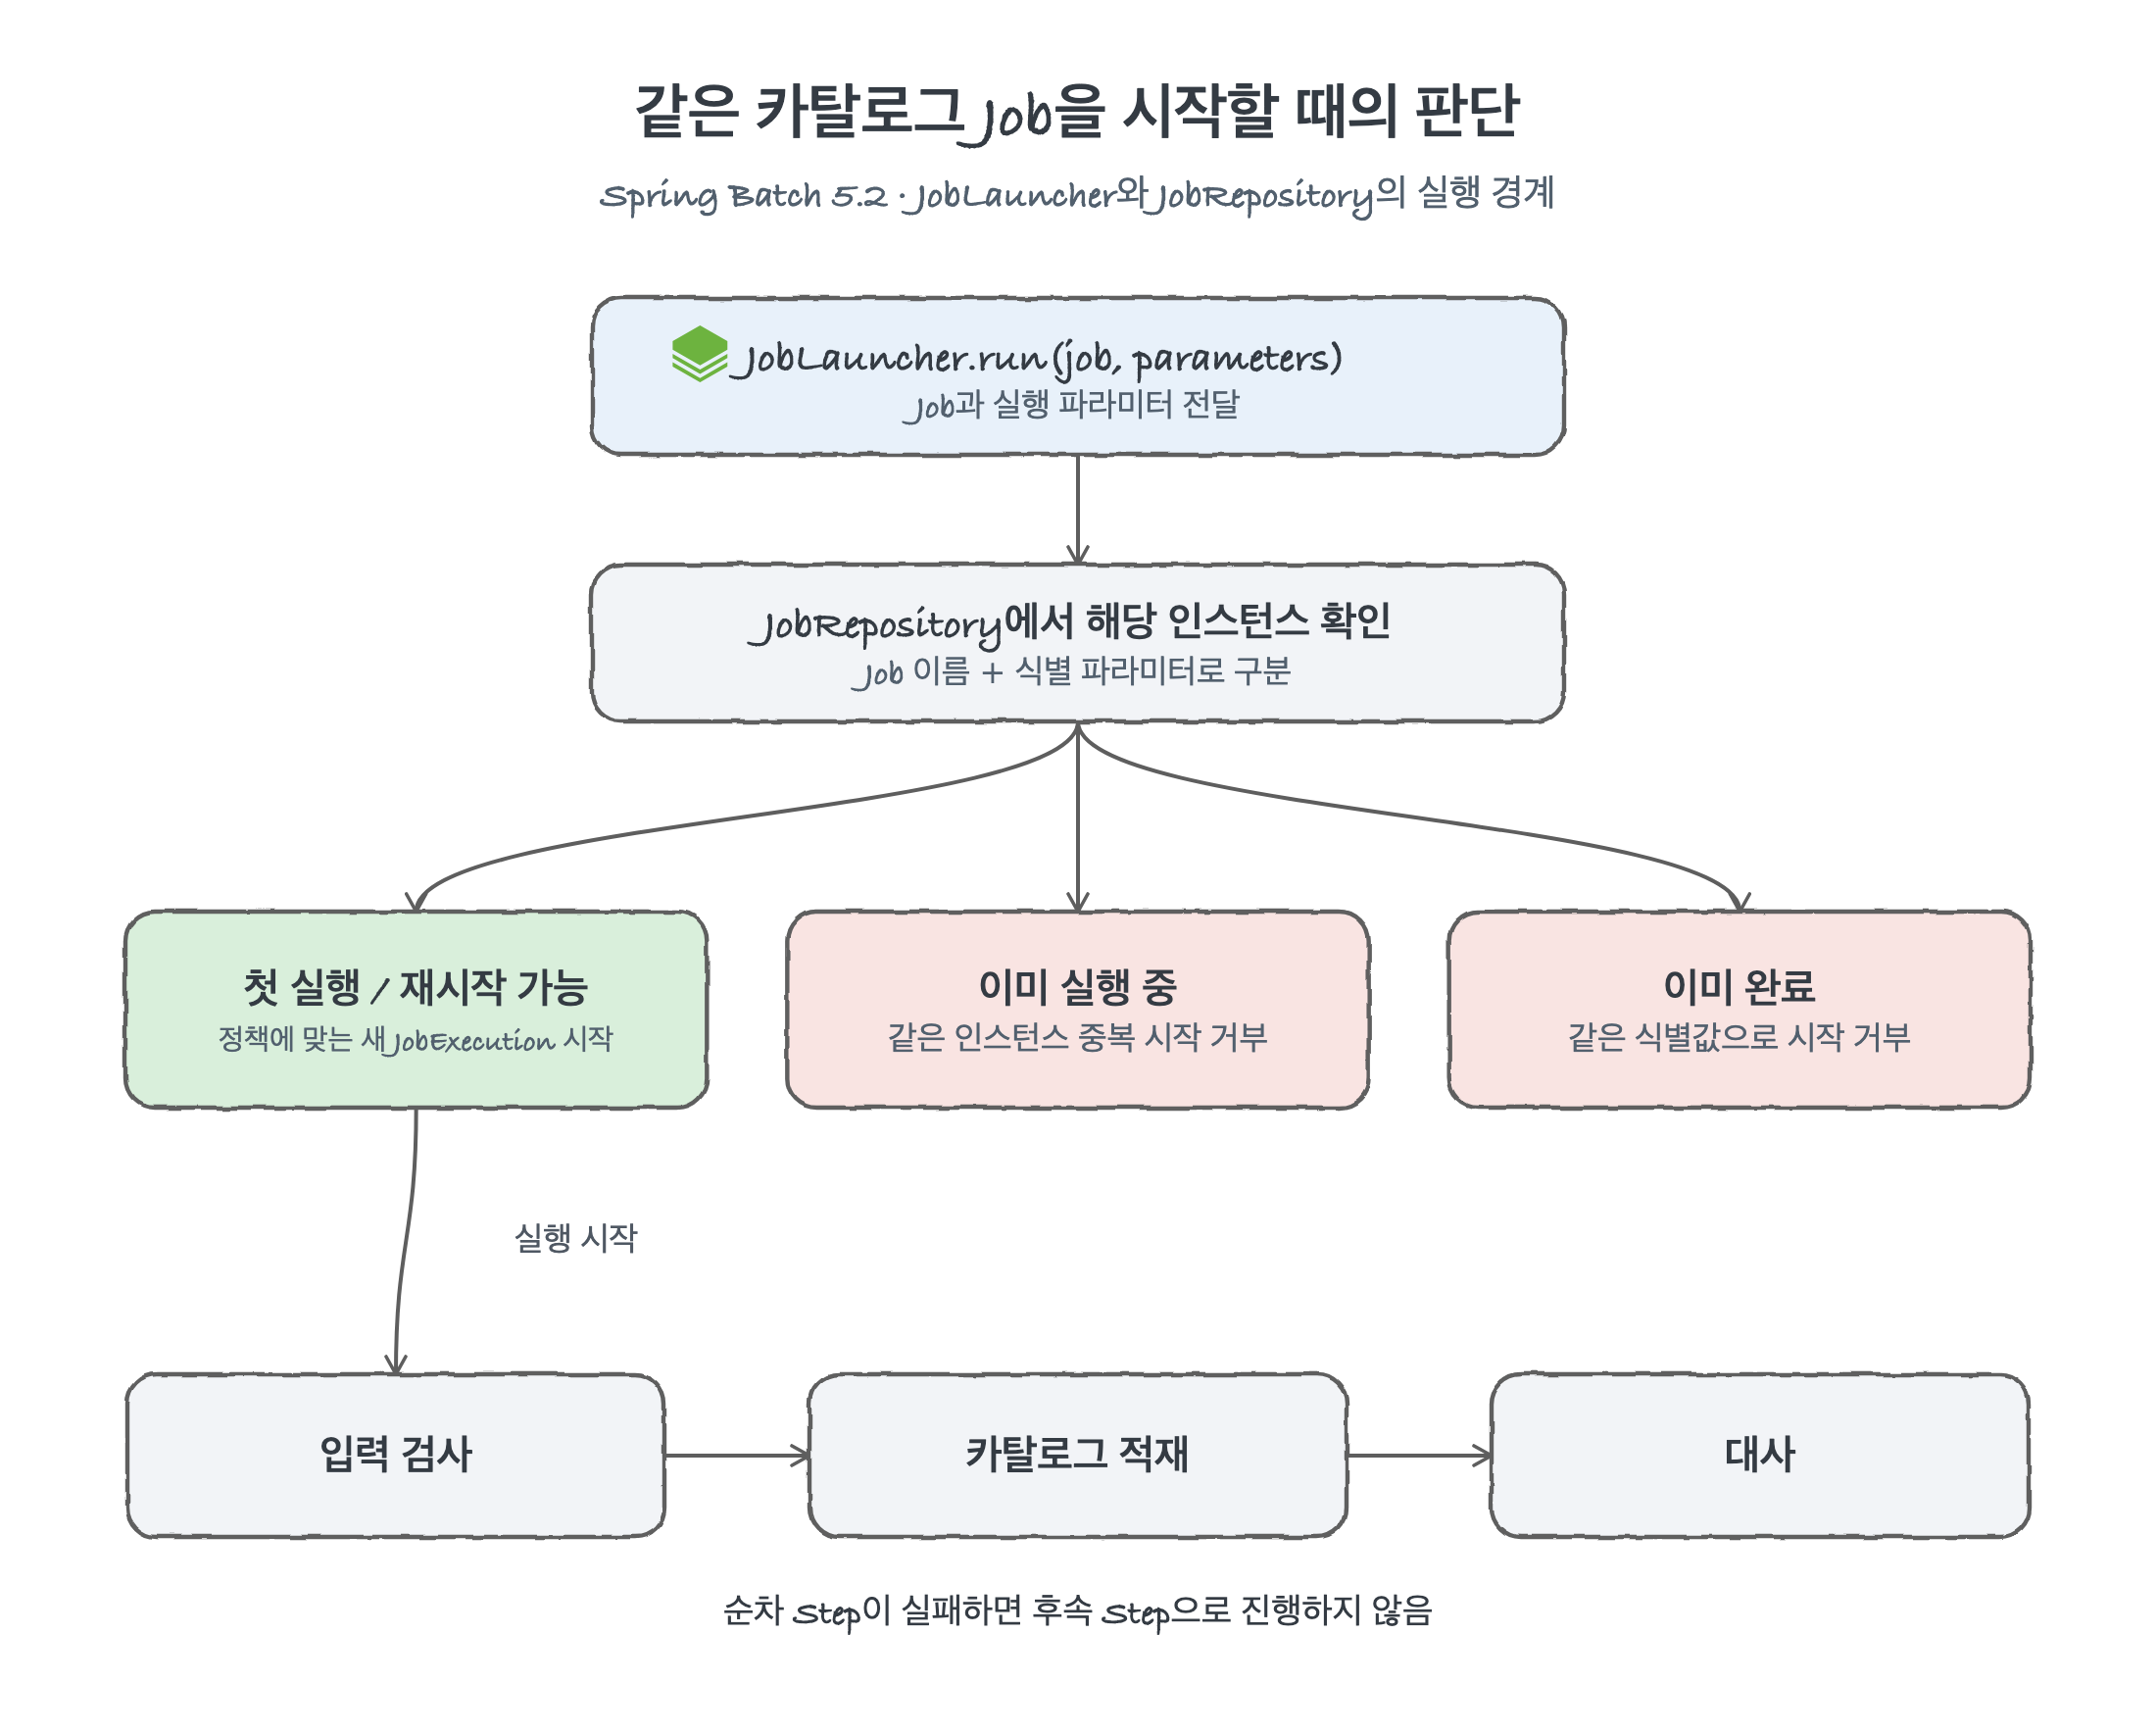 같은 카탈로그 Job을 시작할 때의 판단
Spring Batch 5.2 · JobLauncher와 JobRepository의 실행 경계
JobLauncher.run(job, parameters)
Job과 실행 파라미터 전달
JobRepository에서 해당 인스턴스 확인
Job 이름 + 식별 파라미터로 구분
첫 실행 / 재시작 가능
정책에 맞는 새 JobExecution 시작
이미 실행 중
같은 인스턴스 중복 시작 거부
이미 완료
같은 식별값으로 시작 거부
실행 시작
입력 검사
카탈로그 적재
대사
순차 Step이 실패하면 후속 Step으로 진행하지 않음